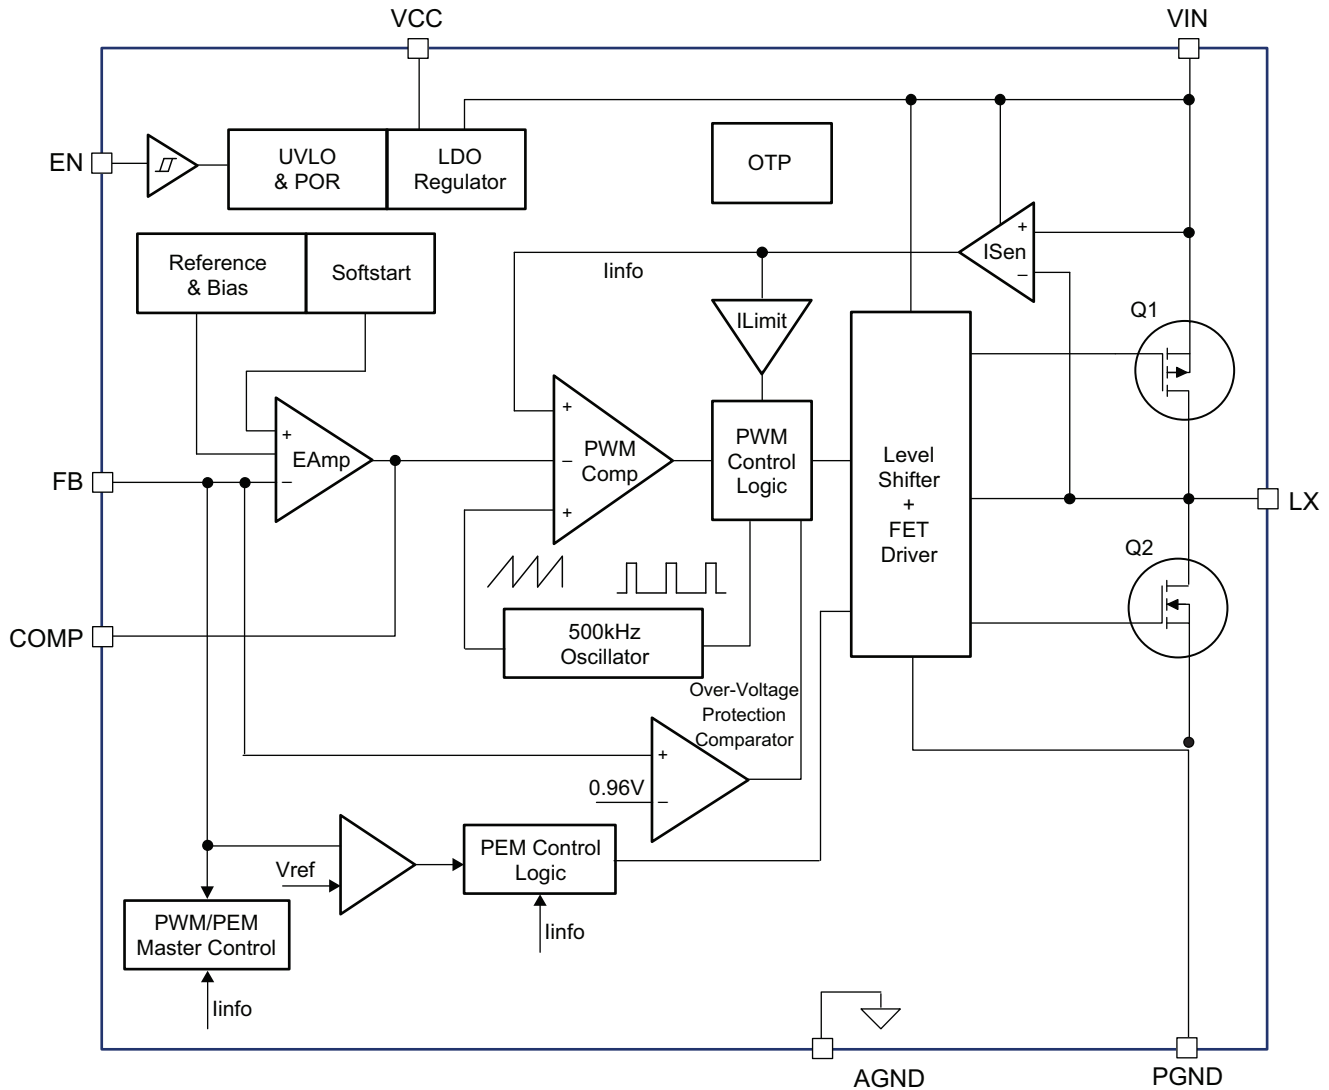 VCC
VIN
EN
UVLO
& POR
LDO
Regulator
OTP
Reference
& Bias
Softstart
Iinfo
+
ISen
−
ILimit
Q1
+
EAmp
−
FB
+
−
PWM
Comp
+
PWM
Control
Logic
Level
Shifter
+
FET
Driver
LX
Q2
COMP
500kHz
Oscillator
Over-Voltage
Protection
Comparator
+
0.96V
−
Vref
PEM Control
Logic
Iinfo
PWM/PEM
Master Control
Iinfo
AGND
PGND